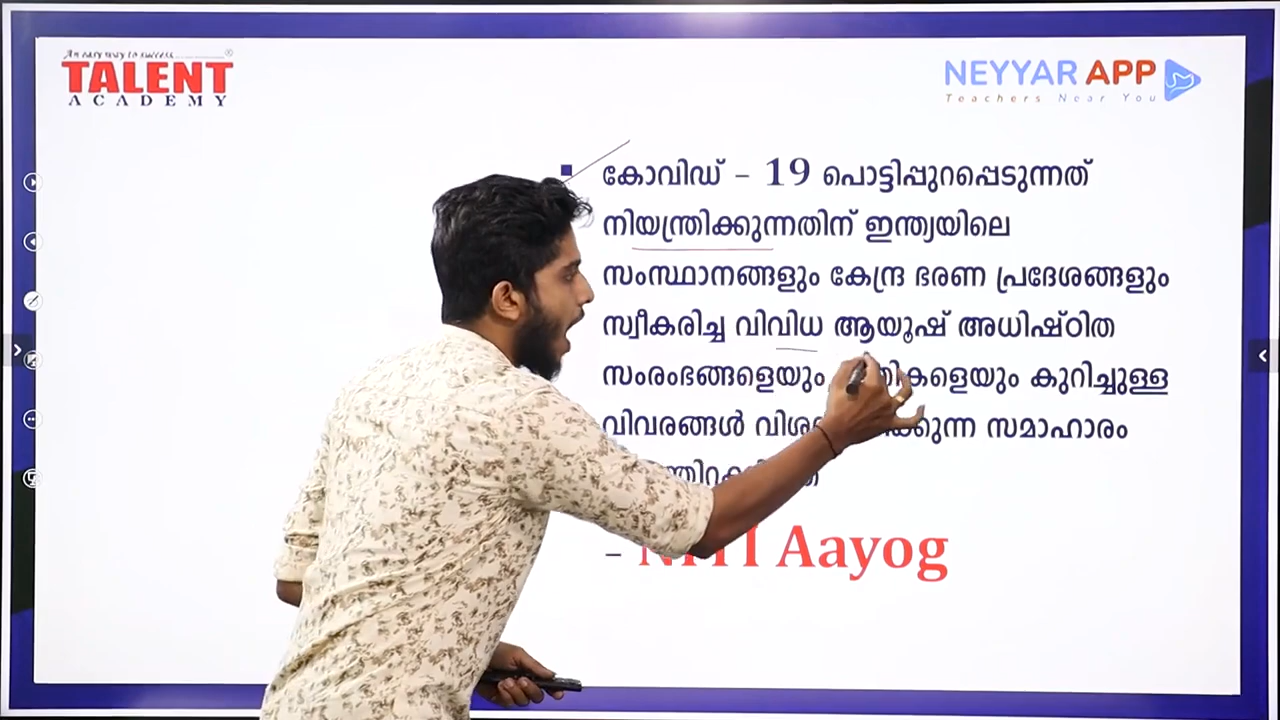 An easy way to success
TALENT
ACADEMY
NEYYAR APP
Teachers Near You
കോവിഡ് – 19 പൊട്ടിപ്പുറപ്പെടുന്നത്
നിയന്ത്രിക്കുന്നതിന് ഇന്ത്യയിലെ
സംസ്ഥാനങ്ങളും കേന്ദ്ര ഭരണ പ്രദേശങ്ങളും
സ്വീകരിച്ച വിവിധ ആയൂഷ് അധിഷ്ഠിത
സംരംഭങ്ങളെയും കുറിച്ചുള്ള
വിവരങ്ങൾ സമാഹാരം
– NITI Aayog